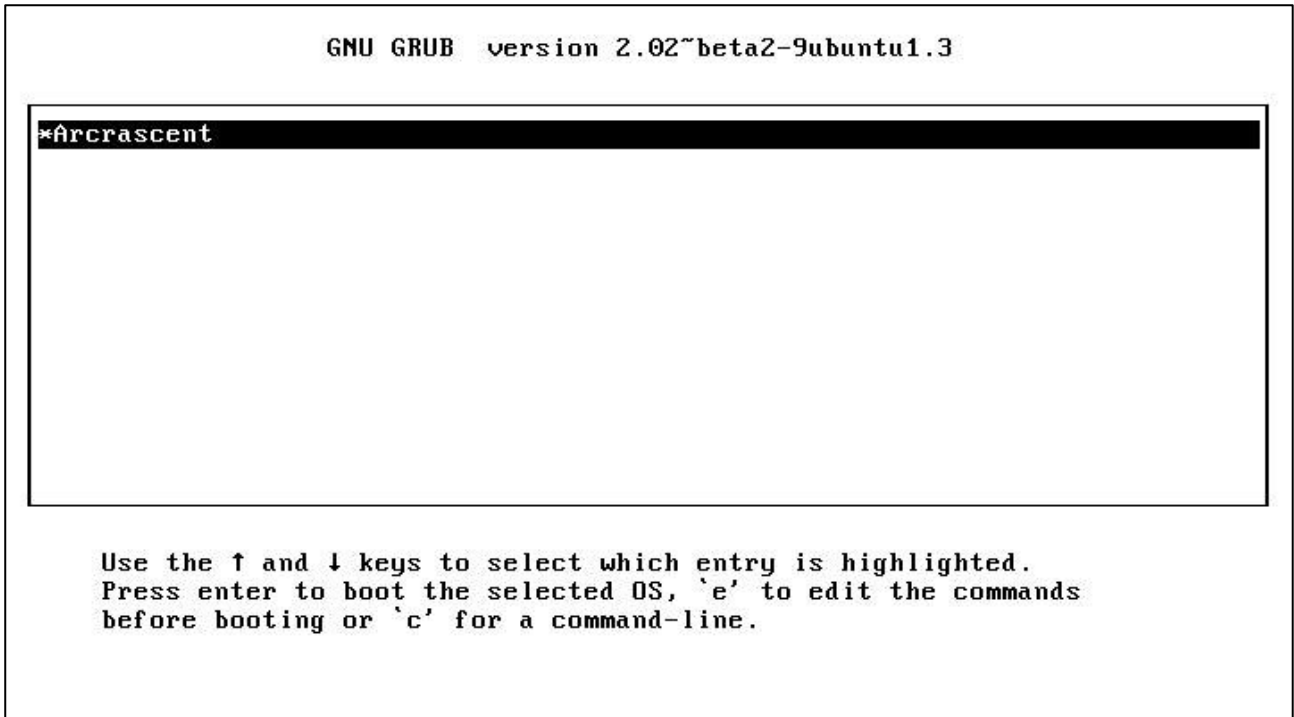 GNU GRUB  version 2.02~beta2-9ubuntu1.3
*Arcrascent
Use the ↑ and ↓ keys to select which entry is highlighted.
Press enter to boot the selected OS, `e' to edit the commands
before booting or `c' for a command-line.